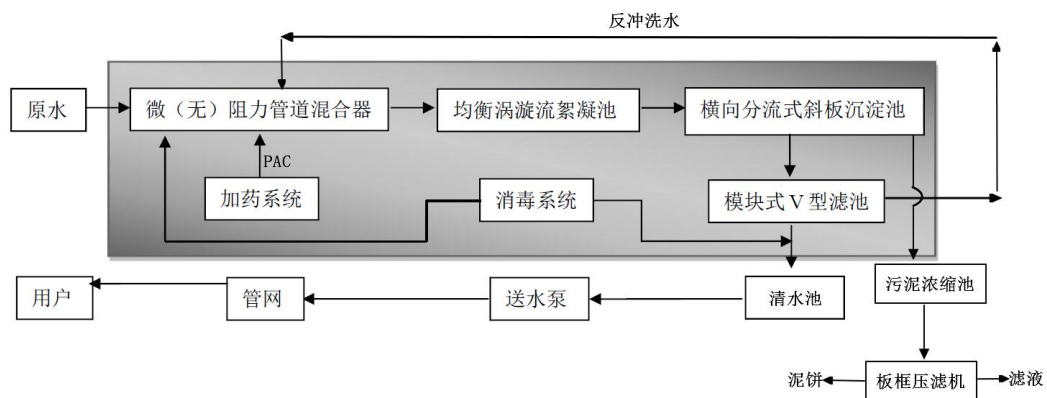 反冲洗水
原水
微（无）阻力管道混合器
均衡涡漩流絮凝池
横向分流式斜板沉淀池
PAC
加药系统
消毒系统
模块式V型滤池
用户
管网
送水泵
清水池
污泥浓缩池
泥饼
板框压滤机
滤液